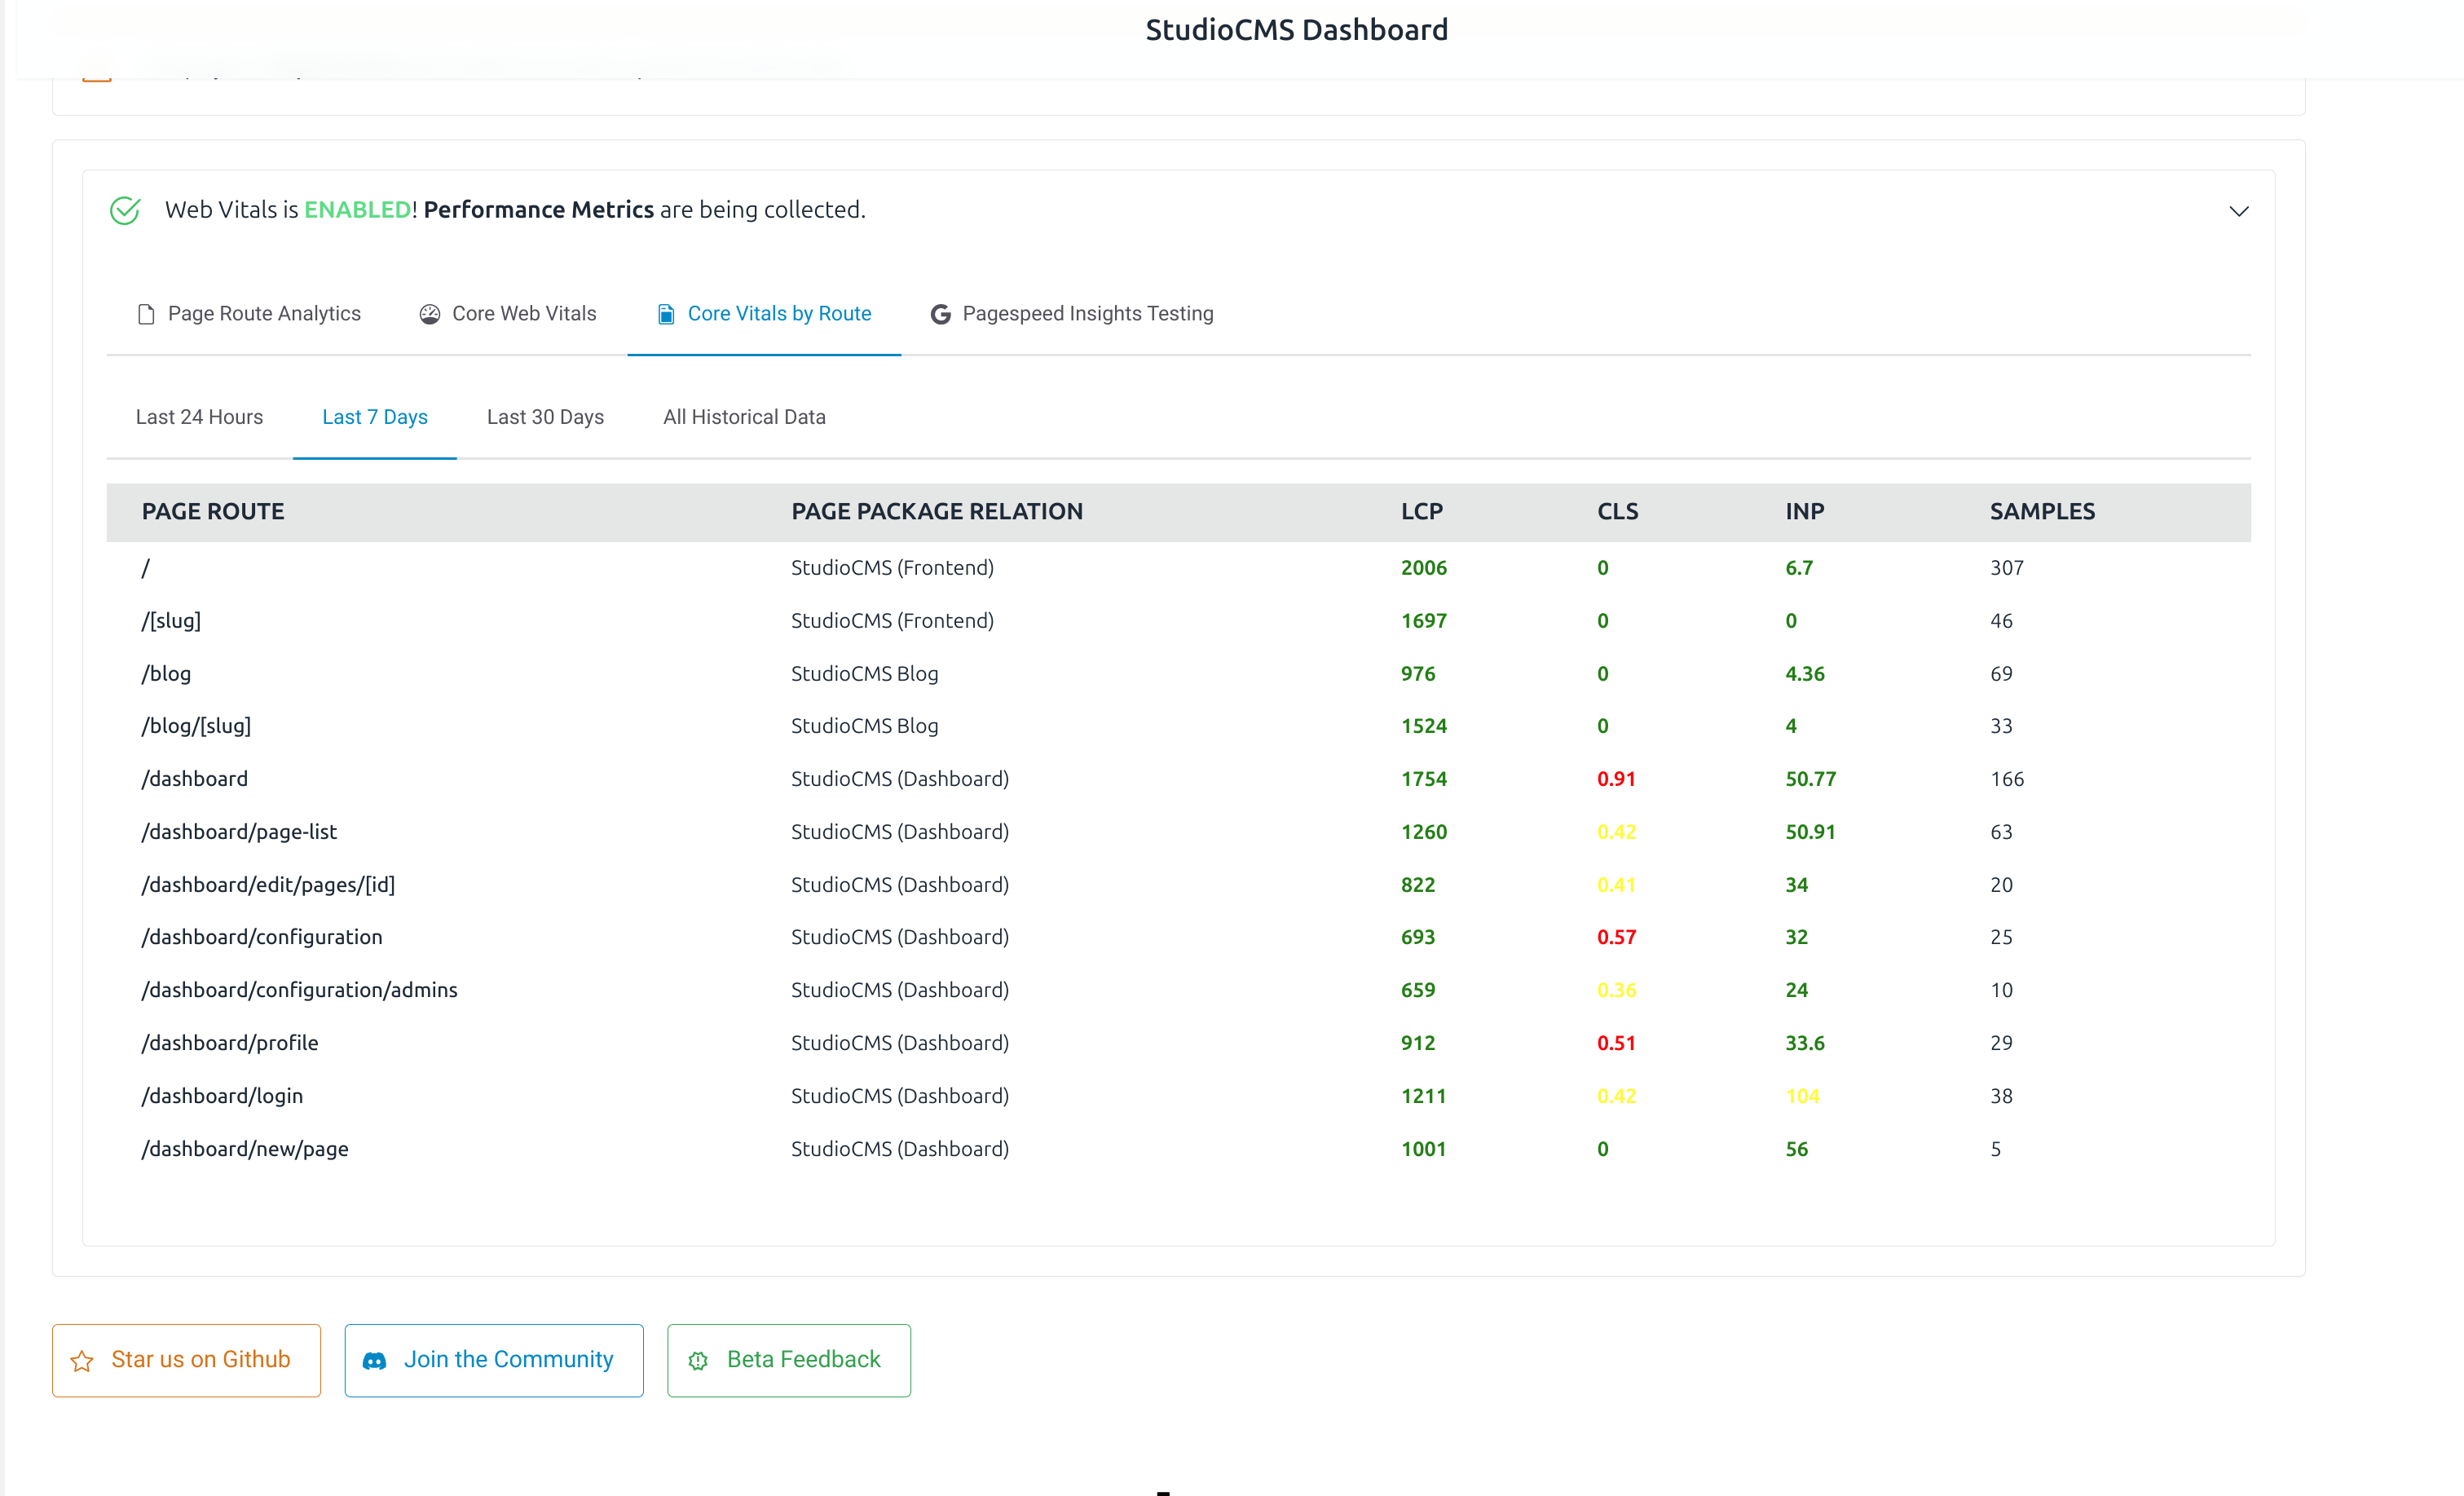 StudioCMS Dashboard
Web Vitals is ENABLED! Performance Metrics are being collected.
Page Route Analytics Core Web Vitals Core Vitals by Route Pagespeed Insights Testing
Last 24 Hours Last 7 Days Last 30 Days All Historical Data
PAGE ROUTE PAGE PACKAGE RELATION LCP CLS INP SAMPLES
/ StudioCMS (Frontend) 2006 0 6.7 307
/[slug] StudioCMS (Frontend) 1697 0 0 46
/blog StudioCMS Blog 976 0 4.36 69
/blog/[slug] StudioCMS Blog 1524 0 4 33
/dashboard StudioCMS (Dashboard) 1754 0.91 50.77 166
/dashboard/page-list StudioCMS (Dashboard) 1260 0.42 50.91 63
/dashboard/edit/pages/[id] StudioCMS (Dashboard) 822 0.41 34 20
/dashboard/configuration StudioCMS (Dashboard) 693 0.57 32 25
/dashboard/configuration/admins StudioCMS (Dashboard) 659 0.36 24 10
/dashboard/profile StudioCMS (Dashboard) 912 0.51 33.6 29
/dashboard/login StudioCMS (Dashboard) 1211 0.42 104 38
/dashboard/new/page StudioCMS (Dashboard) 1001 0 56 5
Star us on Github Join the Community Beta Feedback